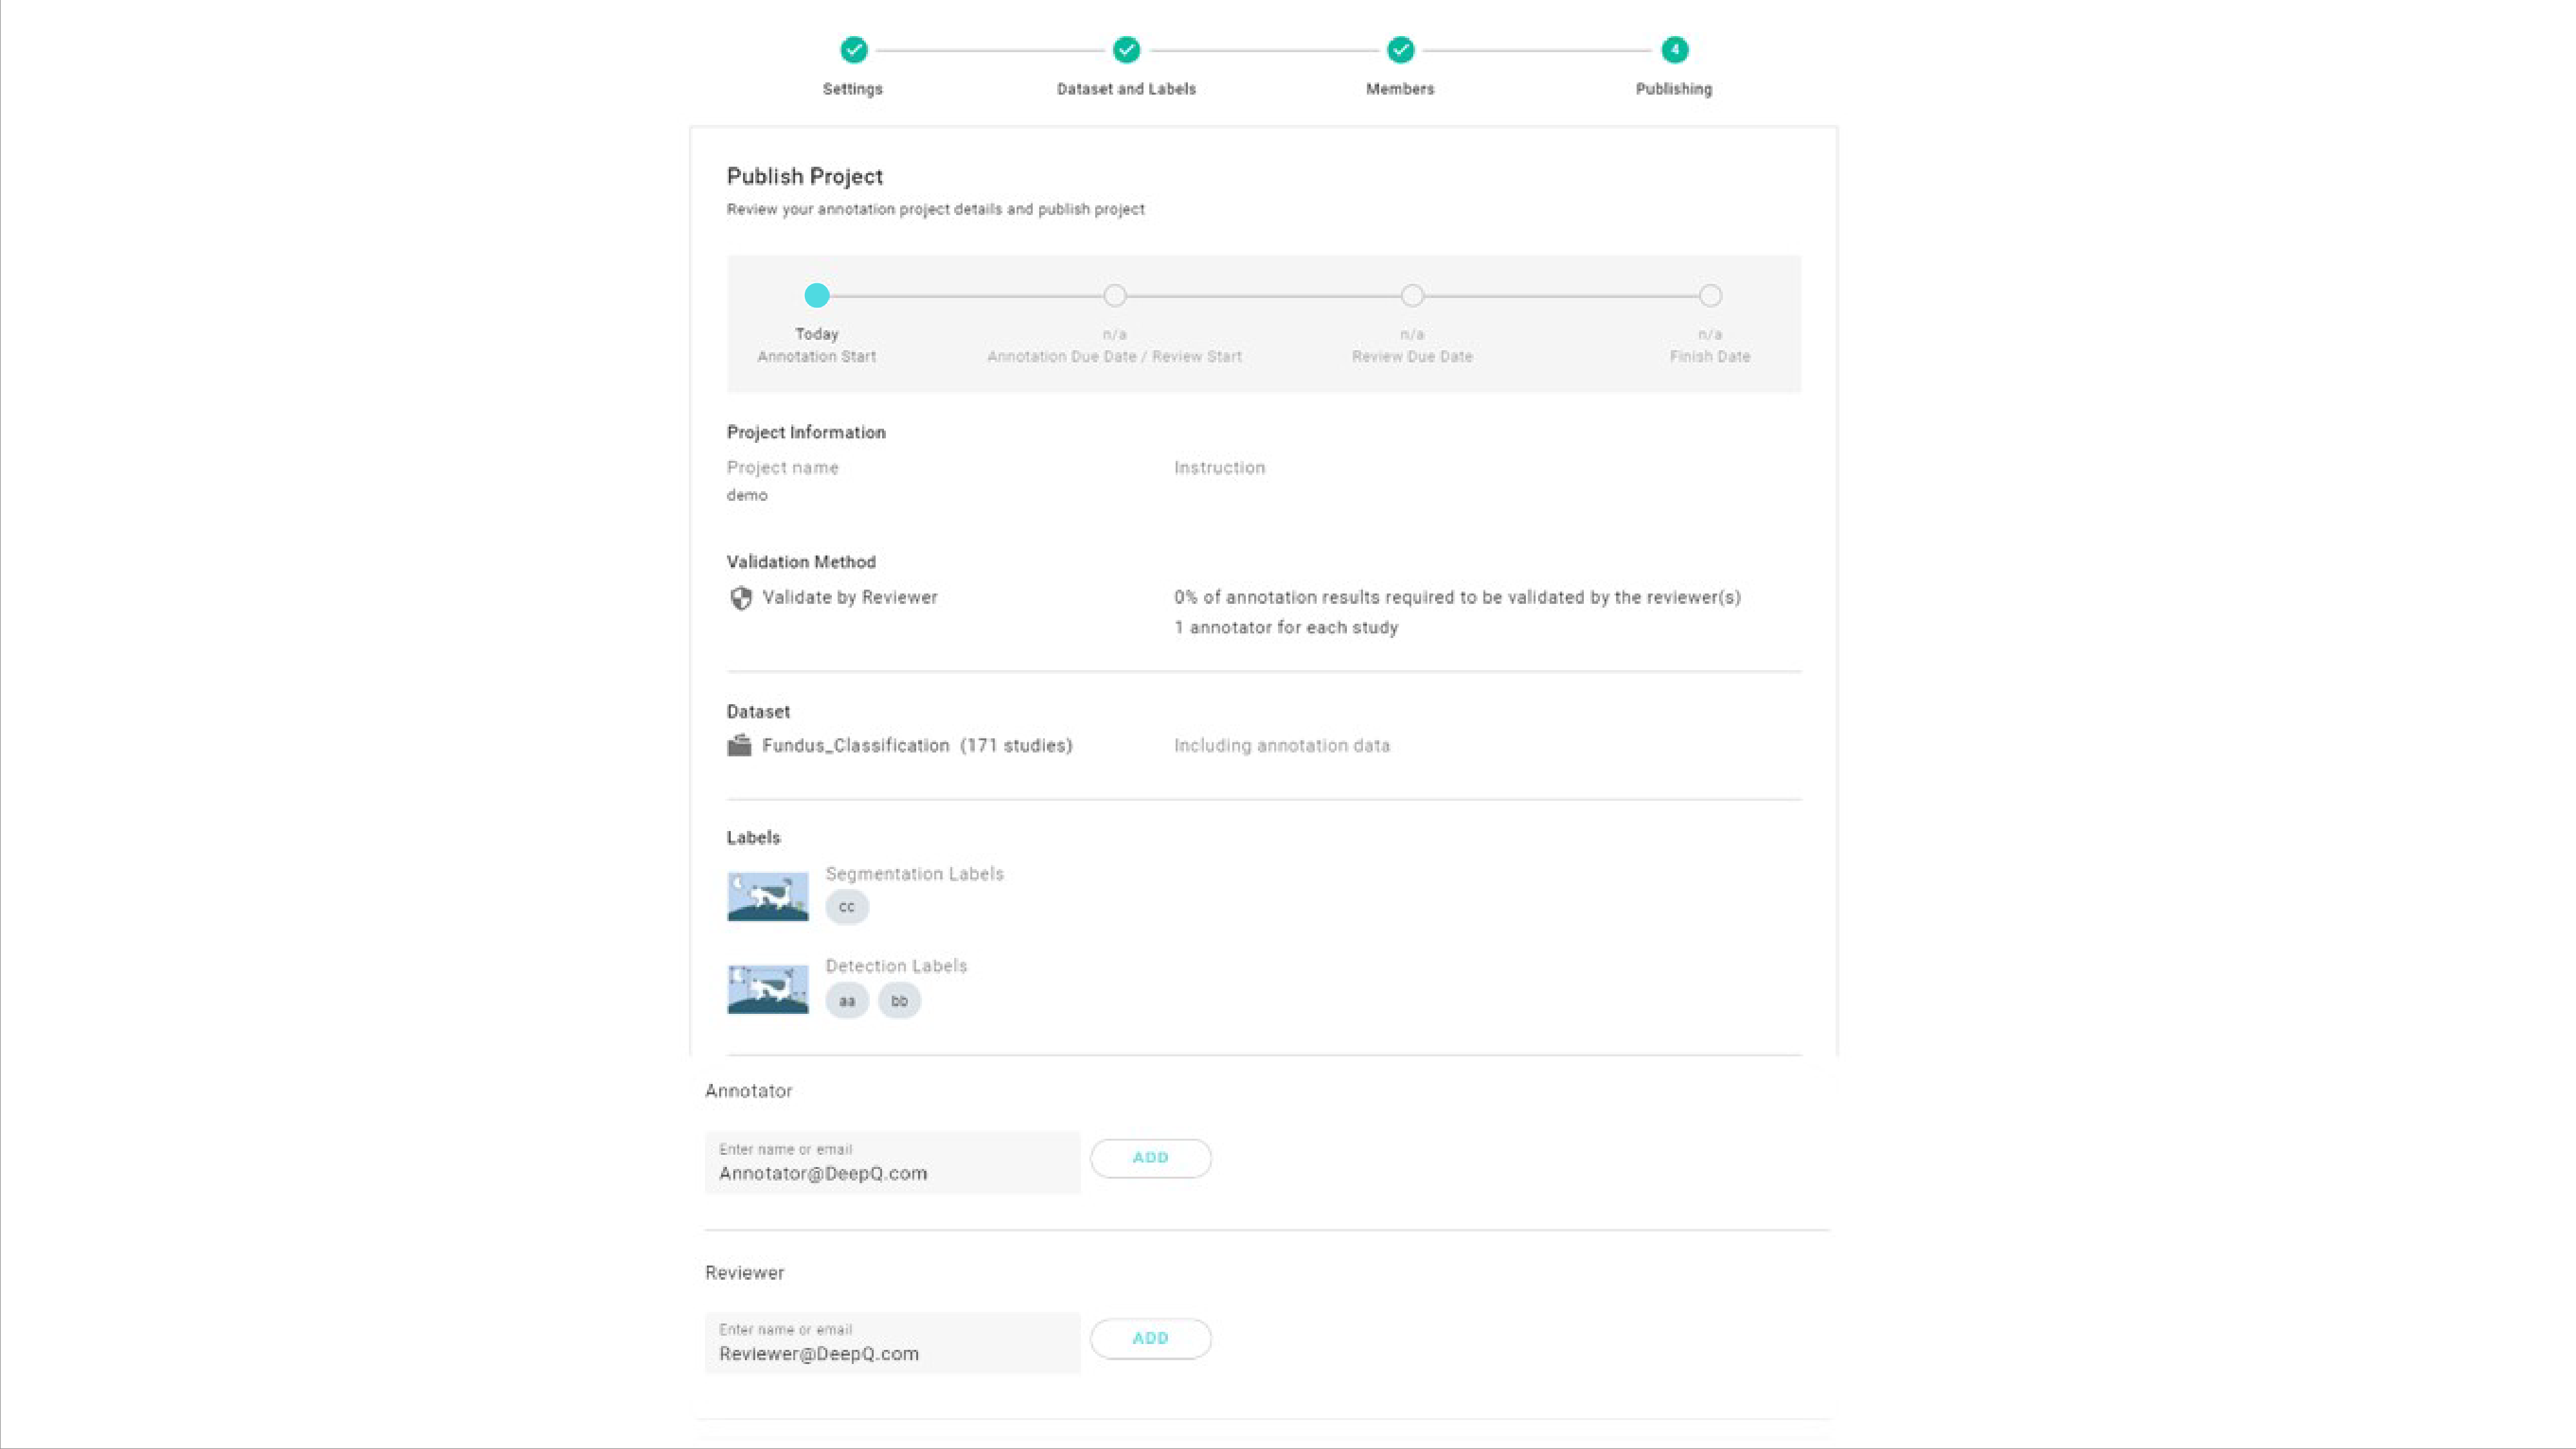 Settings
Dataset and Labels
Members
4
Publishing
Publish Project
Review your annotation project details and publish project
Today
Annotation Start
n/a
Annotation Due Date / Review Start
n/a
Review Due Date
n/a
Finish Date
Project Information
Project name
Instruction
demo
Validation Method
Validate by Reviewer
0% of annotation results required to be validated by the reviewer(s)
1 annotator for each study
Dataset
Fundus_Classification (171 studies)
Including annotation data
Labels
Segmentation Labels
cc
Detection Labels
aa
bb
Annotator
Enter name or email
Annotator@DeepQ.com
ADD
Reviewer
Enter name or email
Reviewer@DeepQ.com
ADD